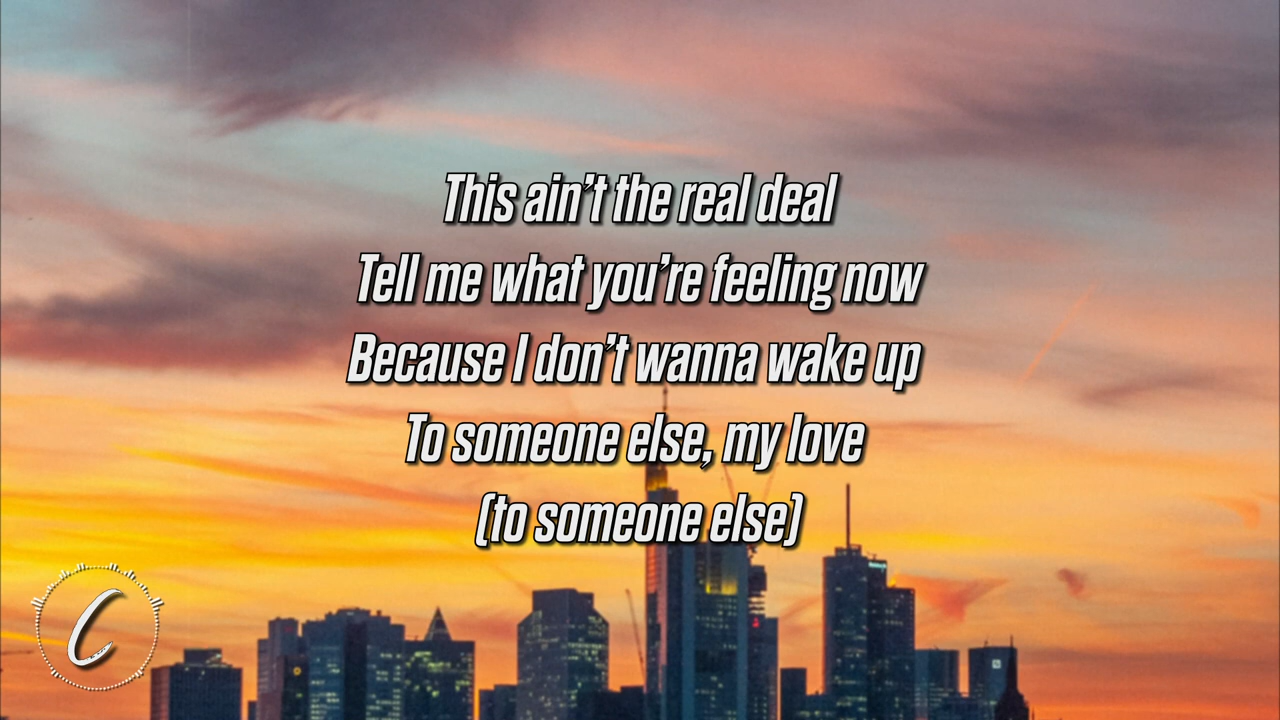 This ain’t the real deal
Tell me what you’re feeling now
Because I don’t wanna wake up
To someone else, my love
(to someone else)
C